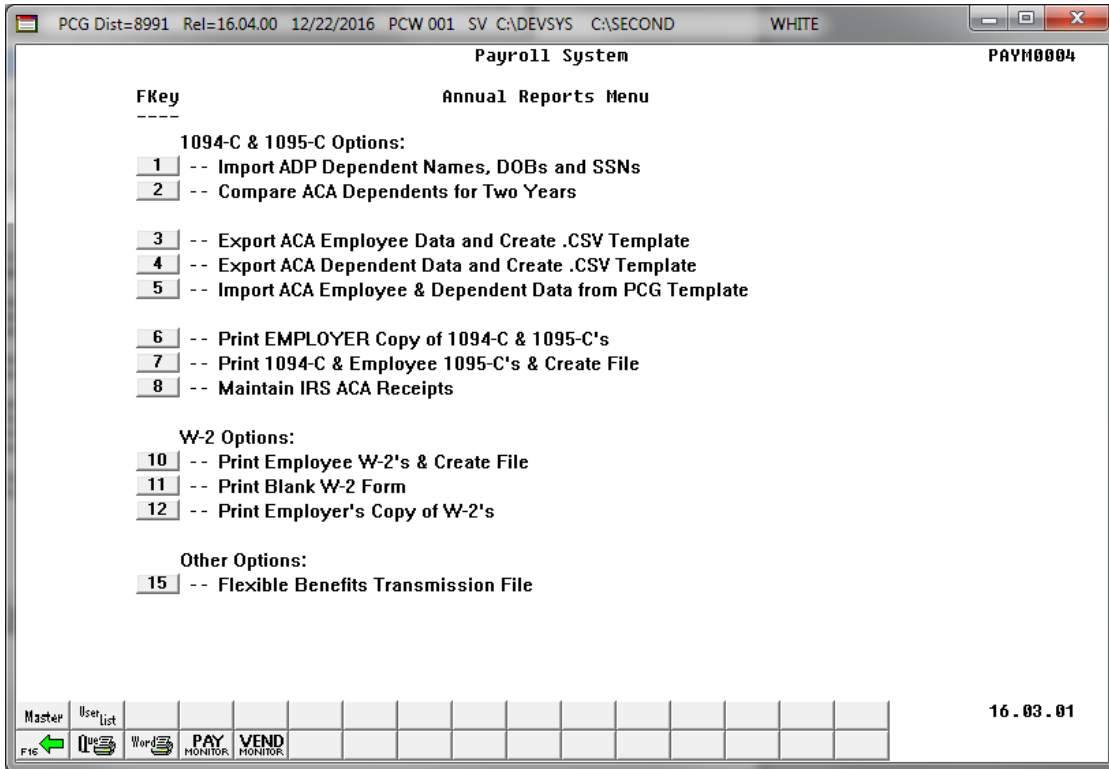 PCG Dist=8991 Rel=16.04.00 12/22/2016 PCW 001 SV C:\DEVSYS C:\SECOND WHITE
Payroll System PAYM0004
FKey Annual Reports Menu
----
1094-C & 1095-C Options:
1 -- Import ADP Dependent Names, DOBs and SSNs
2 -- Compare ACA Dependents for Two Years
3 -- Export ACA Employee Data and Create .CSV Template
4 -- Export ACA Dependent Data and Create .CSV Template
5 -- Import ACA Employee & Dependent Data from PCG Template
6 -- Print EMPLOYER Copy of 1094-C & 1095-C's
7 -- Print 1094-C & Employee 1095-C's & Create File
8 -- Maintain IRS ACA Receipts
W-2 Options:
10 -- Print Employee W-2's & Create File
11 -- Print Blank W-2 Form
12 -- Print Employer's Copy of W-2's
Other Options:
15 -- Flexible Benefits Transmission File
Master User List 16.03.01
F16 Que Word PAY MONITOR VEND MONITOR